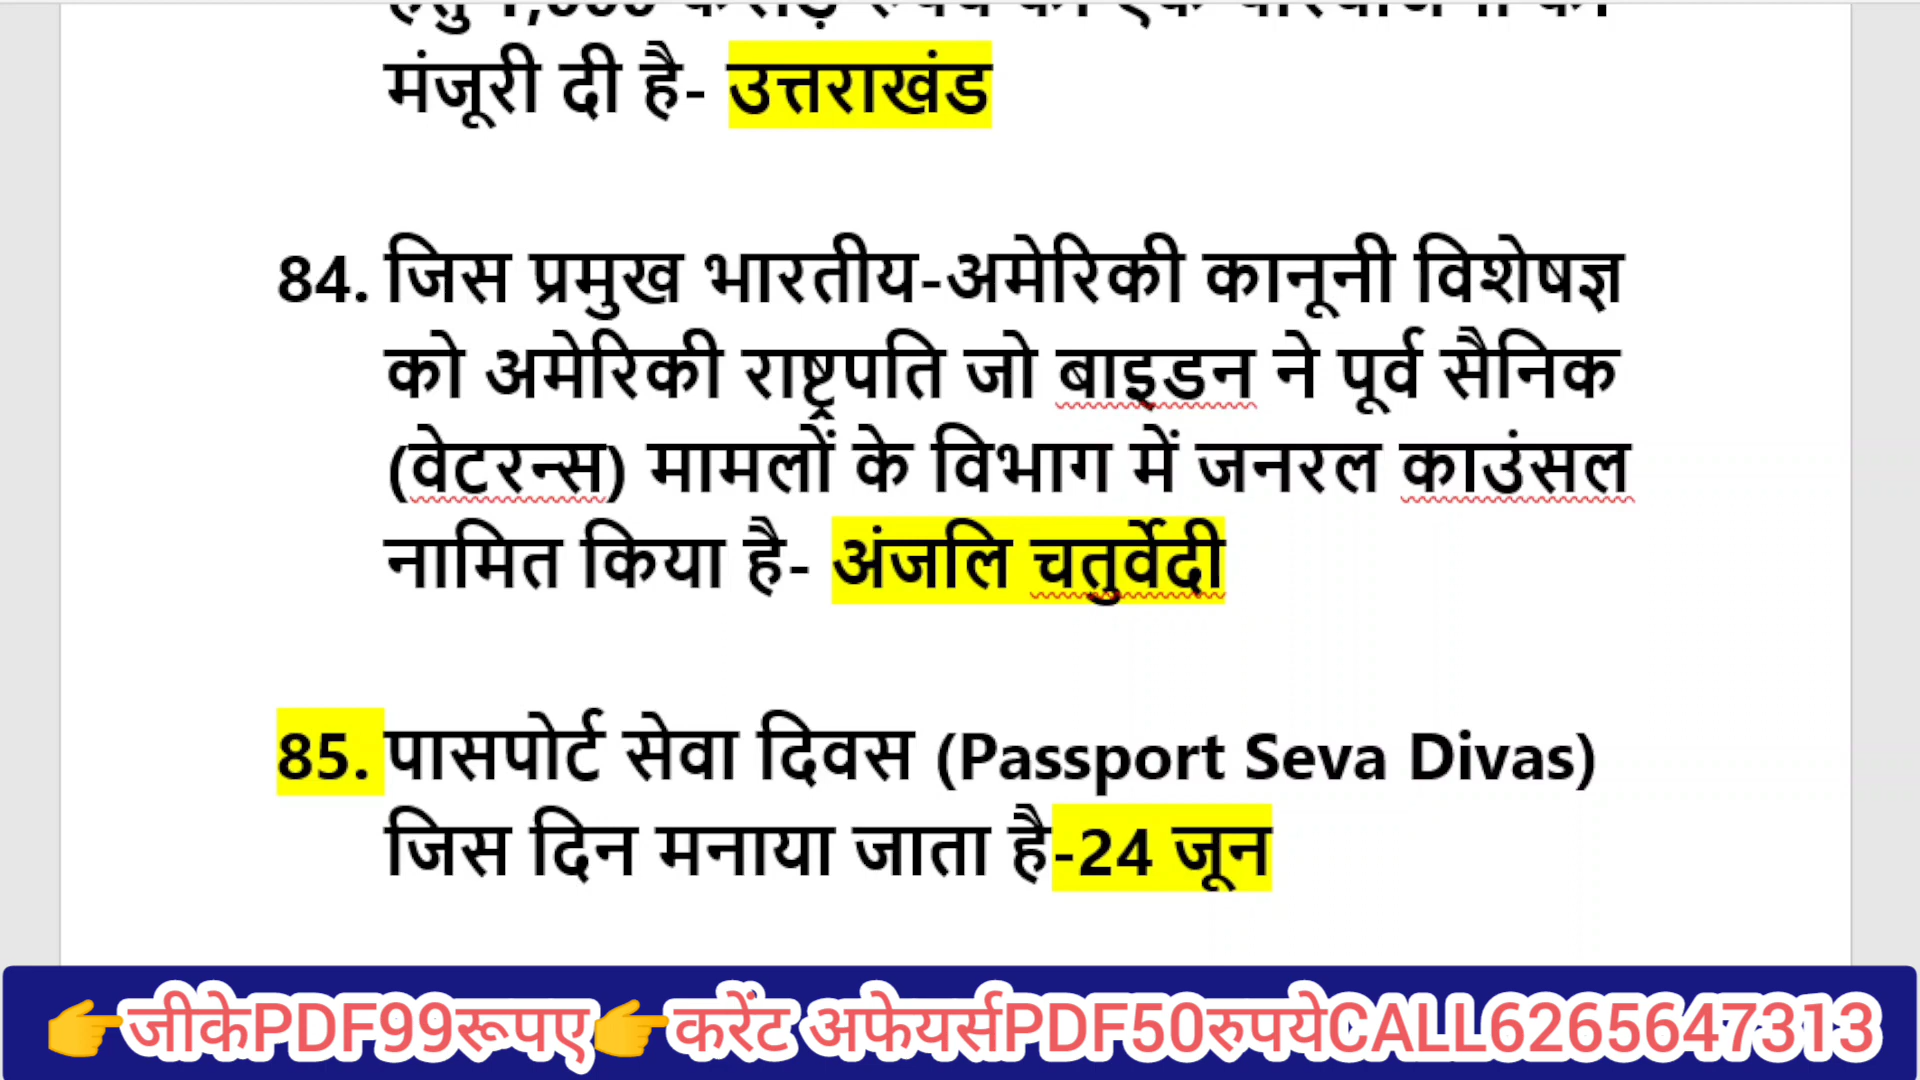 मंजूरी दी है- उत्तराखंड
84. जिस प्रमुख भारतीय-अमेरिकी कानूनी विशेषज्ञ
को अमेरिकी राष्ट्रपति जो बाइडन ने पूर्व सैनिक
(वेटरन्स) मामलों के विभाग में जनरल काउंसल
नामित किया है- अंजलि चतुर्वेदी
85. पासपोर्ट सेवा दिवस (Passport Seva Divas)
जिस दिन मनाया जाता है-24 जून
👉जीकेPDF99रूपए👉करेंट अफेयर्सPDF50रुपयेCALL6265647313